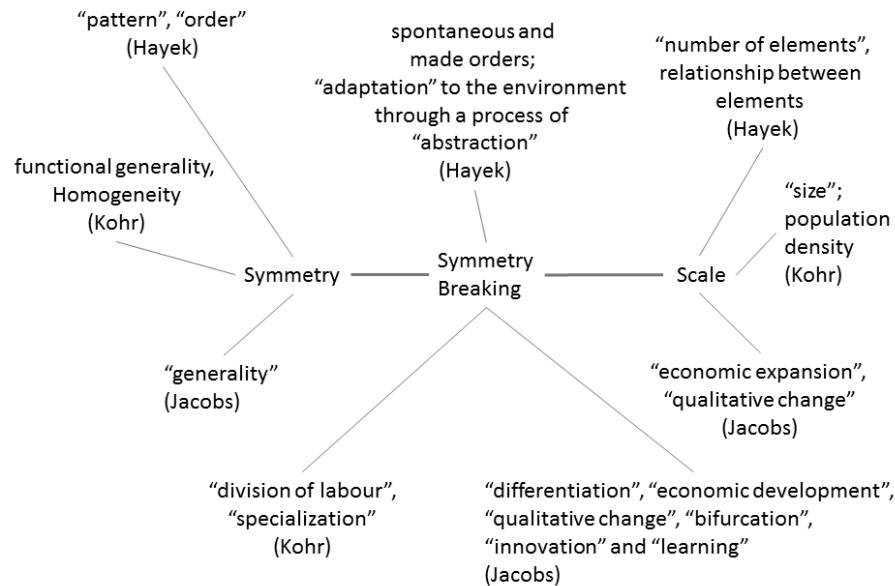 “pattern”, “order”
(Hayek)
spontaneous and
made orders;
“adaptation” to the environment
through a process of
“abstraction”
(Hayek)
“number of elements”,
relationship between
elements
(Hayek)
functional generality,
Homogeneity
(Kohr)
“size”;
population
density
(Kohr)
Symmetry
Symmetry
Breaking
Scale
“generality”
(Jacobs)
“economic expansion”,
“qualitative change”
(Jacobs)
“division of labour”,
“specialization”
(Kohr)
“differentiation”, “economic development”,
“qualitative change”, “bifurcation”,
“innovation” and “learning”
(Jacobs)